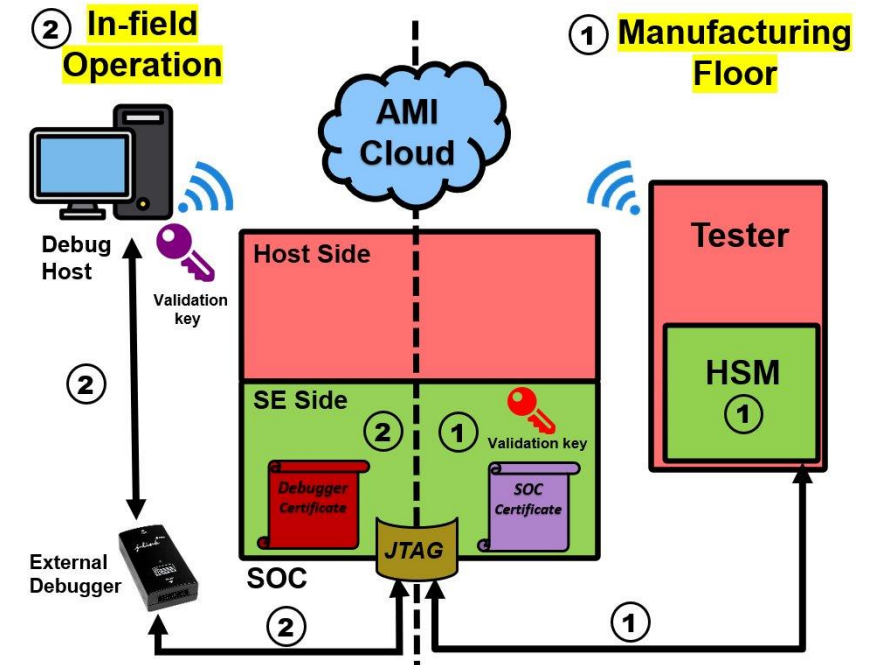 2 In-field
Operation
1 Manufacturing
Floor
AMI
Cloud
Debug
Host
Validation
key
Host Side
Tester
HSM
1
2
SE Side
2
1
Validation key
Debugger
Certificate
SOC
Certificate
JTAG
External
Debugger
SOC
2
1